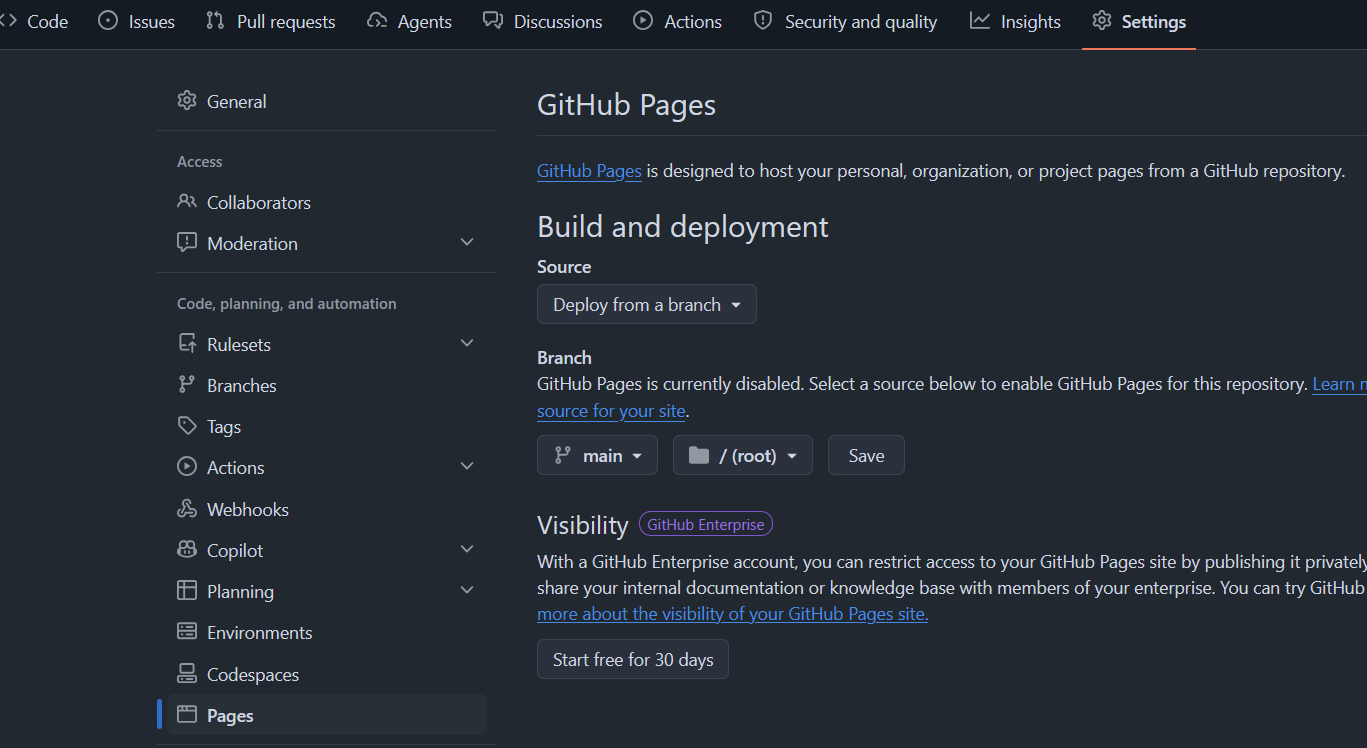 Code
Issues
Pull requests
Agents
Discussions
Actions
Security and quality
Insights
Settings
General
Access
Collaborators
Moderation
Code, planning, and automation
Rulesets
Branches
Tags
Actions
Webhooks
Copilot
Planning
Environments
Codespaces
Pages
GitHub Pages
GitHub Pages is designed to host your personal, organization, or project pages from a GitHub repository.
Build and deployment
Source
Deploy from a branch
Branch
GitHub Pages is currently disabled. Select a source below to enable GitHub Pages for this repository. Learn
source for your site.
main
/ (root)
Save
Visibility GitHub Enterprise
With a GitHub Enterprise account, you can restrict access to your GitHub Pages site by publishing it privately
share your internal documentation or knowledge base with members of your enterprise. You can try GitHub
more about the visibility of your GitHub Pages site.
Start free for 30 days